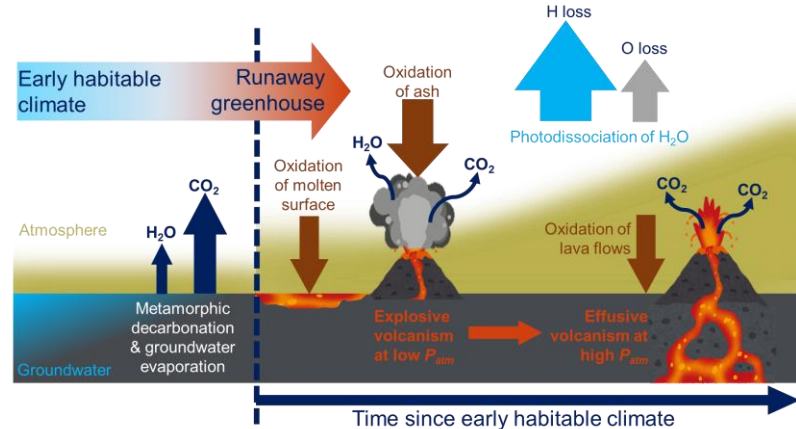 Early habitable
climate
Runaway
greenhouse
Oxidation
of ash
H loss
O loss
Photodissociation of H₂O
H₂O
CO₂
Oxidation
of molten
surface
CO₂
H₂O
Atmosphere
Oxidation of
lava flows
CO₂
CO₂
Metamorphic
decarbonation
& groundwater
evaporation
Groundwater
Explosive
volcanism
at low Pₐₜₘ
Effusive
volcanism at
high Pₐₜₘ
Time since early habitable climate